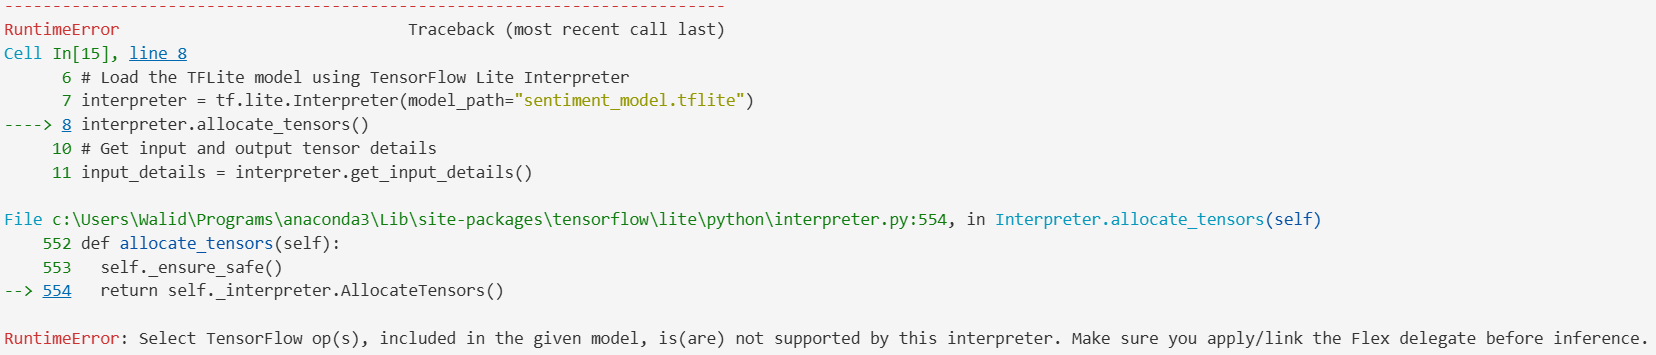 ---------------------------------------------------------------------------
RuntimeError                              Traceback (most recent call last)
Cell In[15], line 8
      6 # Load the TFLite model using TensorFlow Lite Interpreter
      7 interpreter = tf.lite.Interpreter(model_path="sentiment_model.tflite")
----> 8 interpreter.allocate_tensors()
     10 # Get input and output tensor details
     11 input_details = interpreter.get_input_details()

File c:\Users\Walid\Programs\anaconda3\Lib\site-packages\tensorflow\lite\python\interpreter.py:554, in Interpreter.allocate_tensors(self)
    552 def allocate_tensors(self):
    553   self._ensure_safe()
--> 554   return self._interpreter.AllocateTensors()

RuntimeError: Select TensorFlow op(s), included in the given model, is(are) not supported by this interpreter. Make sure you apply/link the Flex delegate before inference.